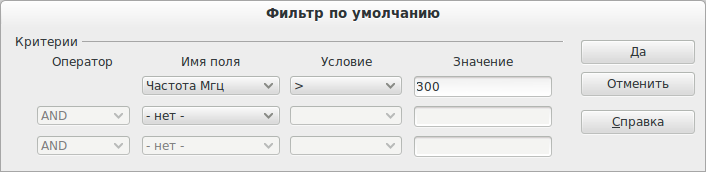 Фильтр по умолчанию
Критерии
Оператор Имя поля Условие Значение
Частота Мгц > 300
AND - нет -
AND - нет -
Да
Отменить
Справка